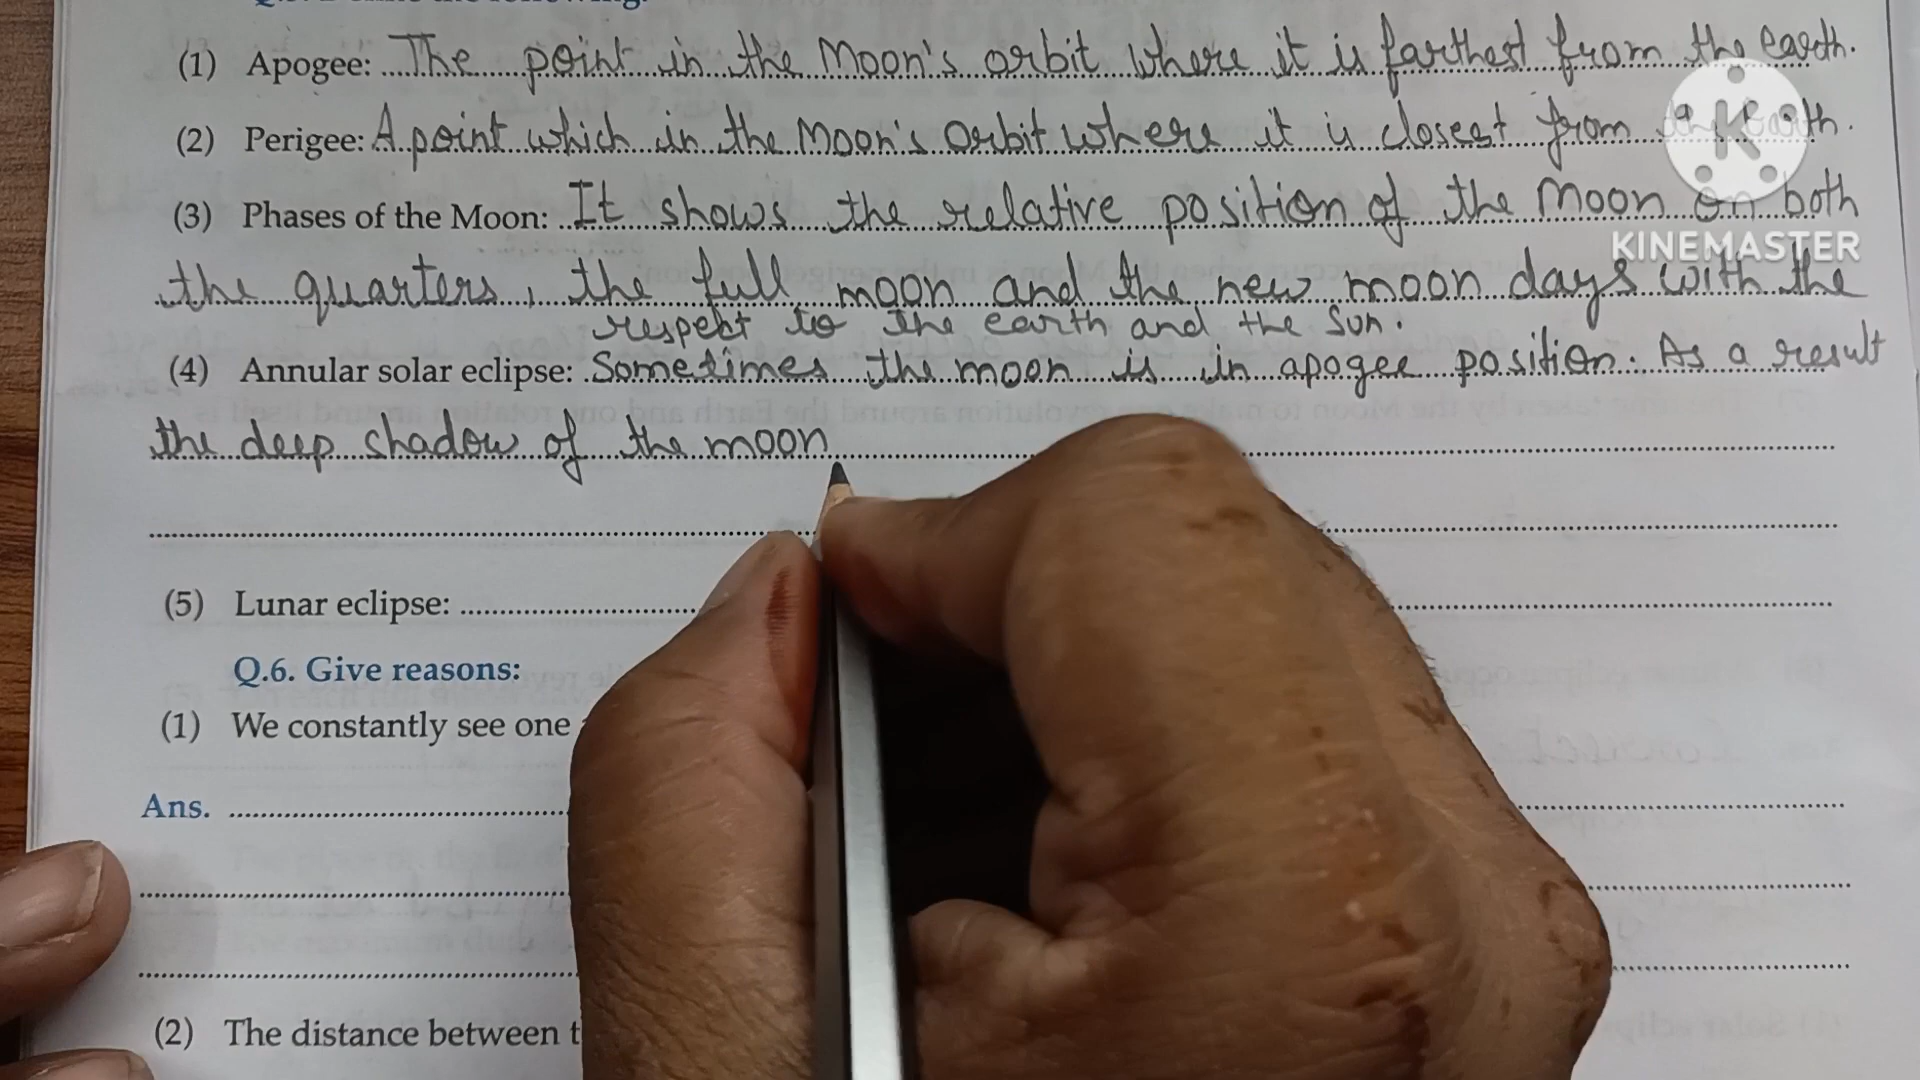 (1) Apogee: The point in the Moon's orbit where it is farthest from the earth.
(2) Perigee: A point which in the Moon's orbit where it is closest from
KINEMASTER
(3) Phases of the Moon: It shows the relative position of the Moon on both
the quarters, the full moon and the new moon days with the
respect to the earth and the Sun.
(4) Annular solar eclipse: Sometimes the moon is in apogee position. As a result
the deep shadow of the moon
(5) Lunar eclipse:
Q.6. Give reasons:
(1) We constantly see one
Ans.
(2) The distance between